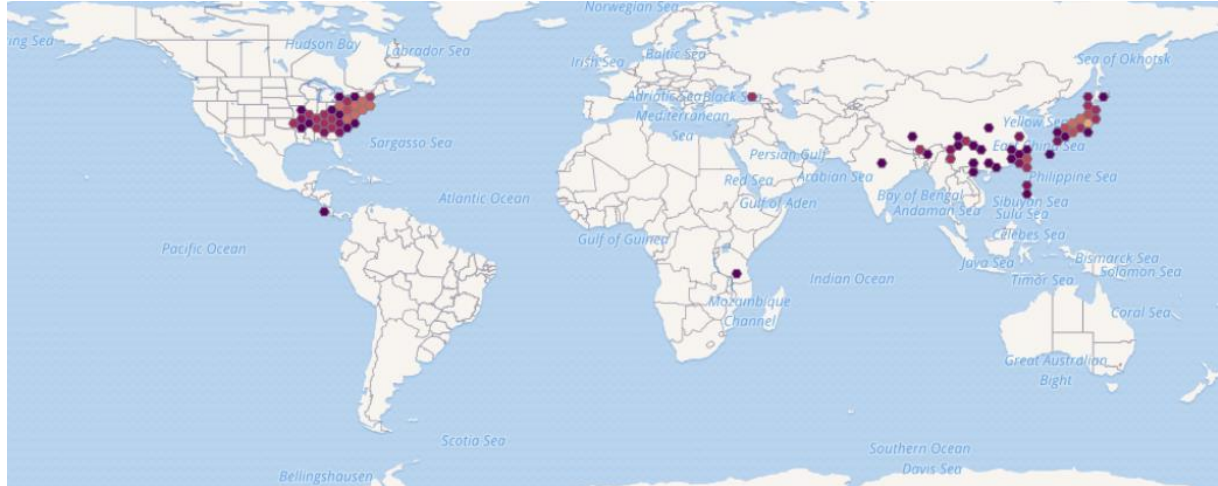 Norwegian Sea
ing Sea
Hudson Bay
Labrador Sea
Irish Sea
Baltic Sea
Sea of Okhotsk
Adriatic Sea
Black Sea
Mediterranean
Sea
Yellow Sea
Sargasso Sea
East China Sea
Persian Gulf
Arabian Sea
Red Sea
Philippine Sea
Gulf of Aden
Bay of Bengal
Andaman Sea
Atlantic Ocean
Sibuyan Sea
Sulu Sea
Celebes Sea
Gulf of Guinea
Pacific Ocean
Bismarck Sea
Java Sea
Solomon Sea
Indian Ocean
Timor Sea
Mozambique
Channel
Coral Sea
Great Australian
Bight
Scotia Sea
Southern Ocean
Davis Sea
Bellingshausen